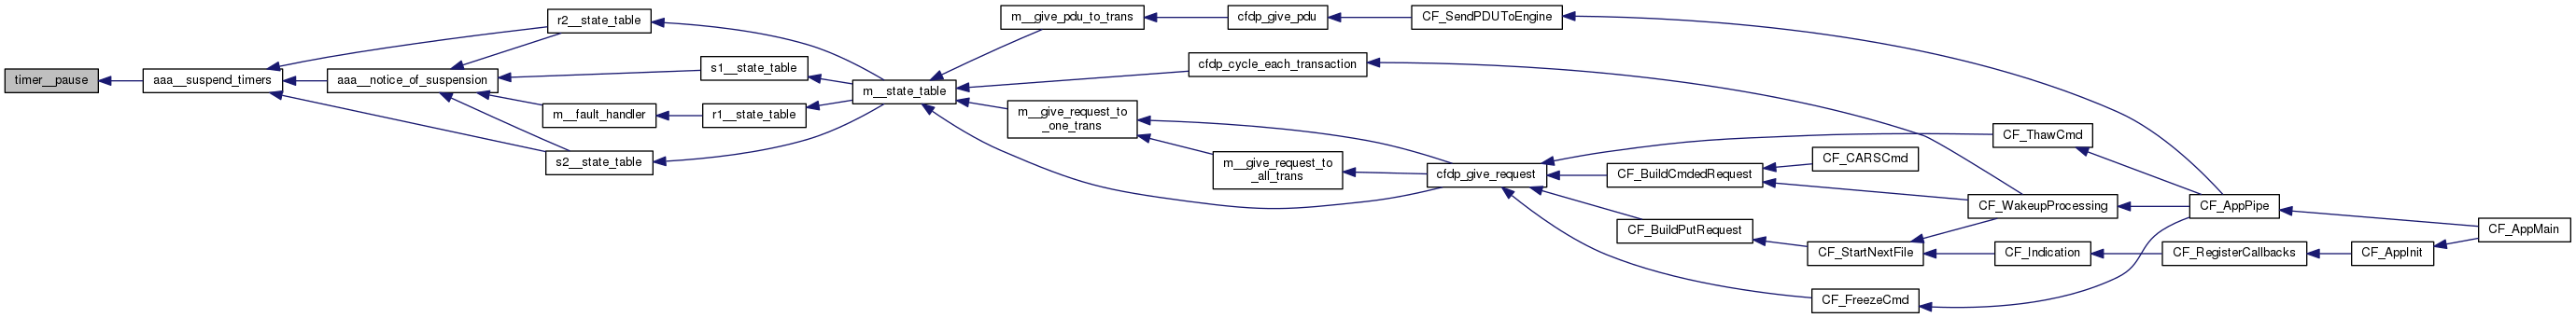 timer__pause
aaa__suspend_timers
r2__state_table
aaa__notice_of_suspension
s1__state_table
m__fault_handler
r1__state_table
s2__state_table
m__state_table
m__give_pdu_to_trans
cfdp_give_pdu
CF_SendPDUToEngine
cfdp_cycle_each_transaction
m__give_request_to
_one_trans
m__give_request_to
_all_trans
cfdp_give_request
CF_ThawCmd
CF_BuildCmdedRequest
CF_CARSCmd
CF_BuildPutRequest
CF_StartNextFile
CF_WakeupProcessing
CF_AppPipe
CF_Indication
CF_RegisterCallbacks
CF_AppInit
CF_AppMain
CF_FreezeCmd